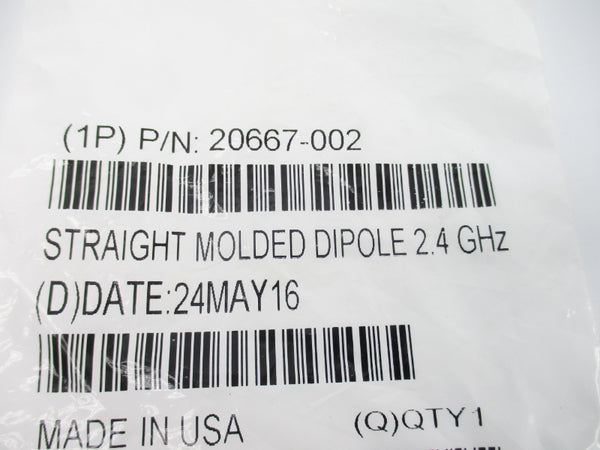 (1P) P/N: 20667-002
STRAIGHT MOLDED DIPOLE 2.4 GHz
(D)DATE:24MAY16
MADE IN USA (Q)QTY1